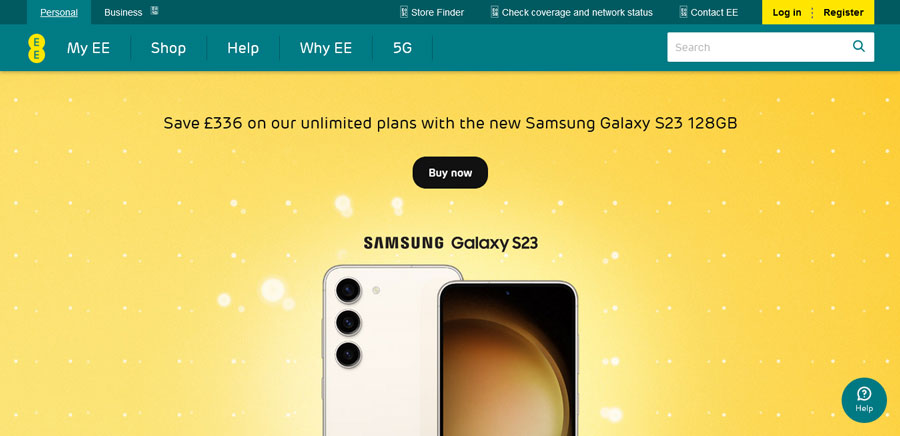 Personal
Business
Store Finder
Check coverage and network status
Contact EE
Log in
Register
EE
My EE
Shop
Help
Why EE
5G
Search
Save £336 on our unlimited plans with the new Samsung Galaxy S23 128GB
Buy now
SAMSUNG Galaxy S23
Help